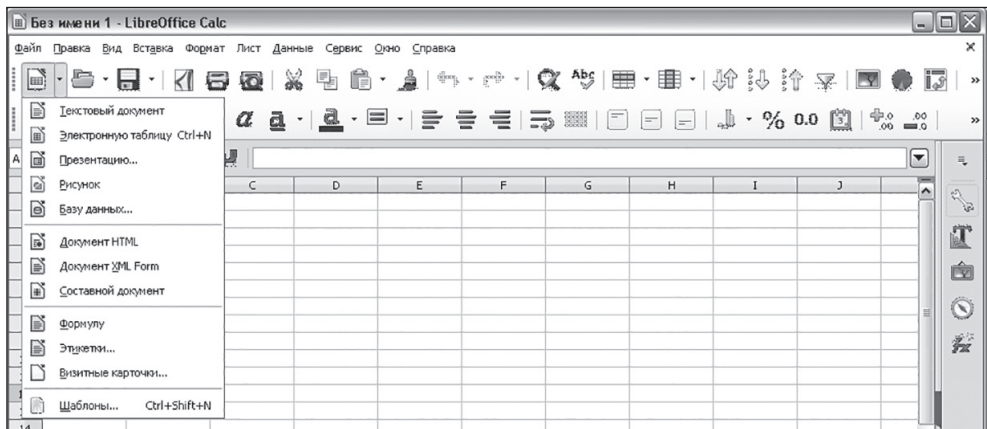 Без имени 1 - LibreOffice Calc
Файл Правка Вид Вставка Формат Лист Данные Сервис Окно Справка
Abc
Текстовый документ
Электронную таблицу Ctrl+N
Презентацию...
Рисунок
Базу данных...
Документ HTML
Документ XML Form
Составной документ
Формулу
Этикетки...
Визитные карточки...
Шаблоны... Ctrl+Shift+N
a a a % 0.0
A
C D E F G H I J
14